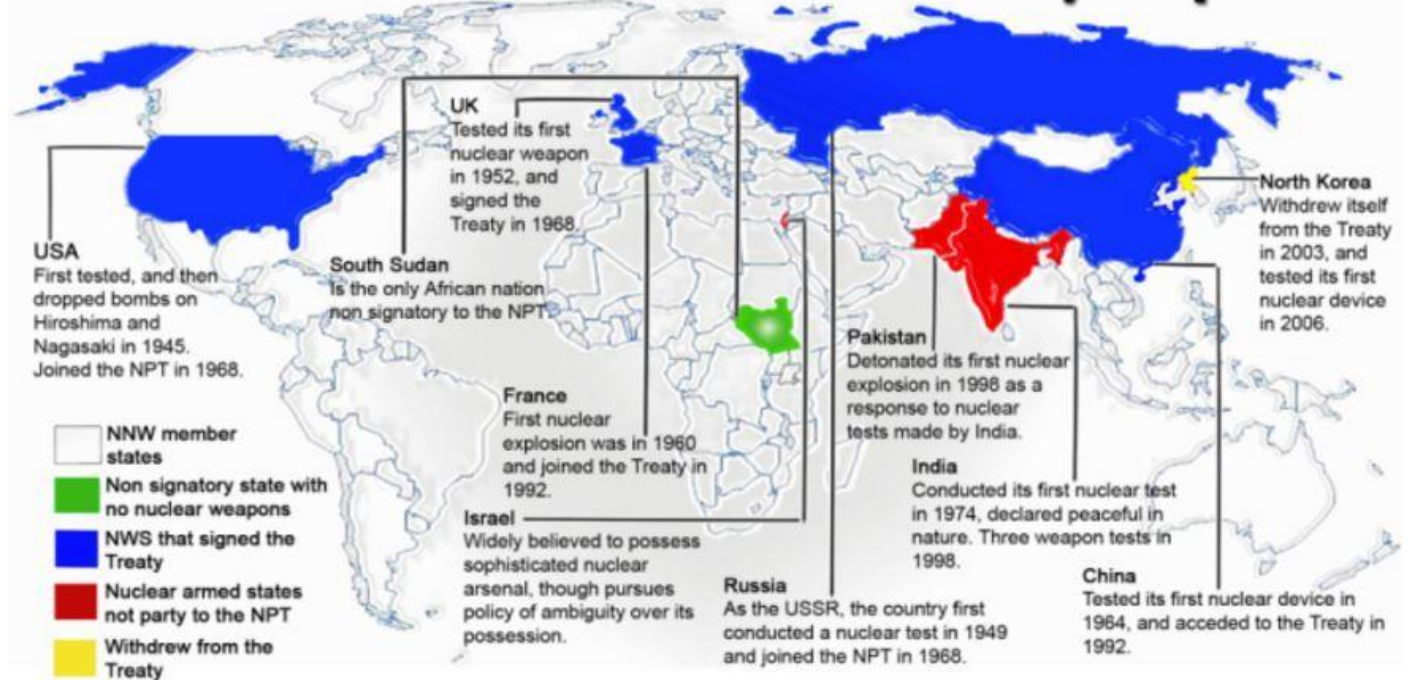 UK
Tested its first
nuclear weapon
in 1952, and
signed the
Treaty in 1968.
North Korea
Withdrew itself
from the Treaty
in 2003, and
tested its first
nuclear device
in 2006.
USA
First tested, and then
dropped bombs on
Hiroshima and
Nagasaki in 1945.
Joined the NPT in 1968.
South Sudan
Is the only African nation
non signatory to the NPT.
Pakistan
Detonated its first nuclear
explosion in 1998 as a
response to nuclear
tests made by India.
France
First nuclear
explosion was in 1960
and joined the Treaty in
1992.
India
Conducted its first nuclear test
in 1974, declared peaceful in
nature. Three weapon tests in
1998.
Israel
Widely believed to possess
sophisticated nuclear
arsenal, though pursues
policy of ambiguity over its
possession.
Russia
As the USSR, the country first
conducted a nuclear test in 1949
and joined the NPT in 1968.
China
Tested its first nuclear device in
1964, and acceded to the Treaty in
1992.
NNW member
states
Non signatory state with
no nuclear weapons
NWS that signed the
Treaty
Nuclear armed states
not party to the NPT
Withdrew from the
Treaty